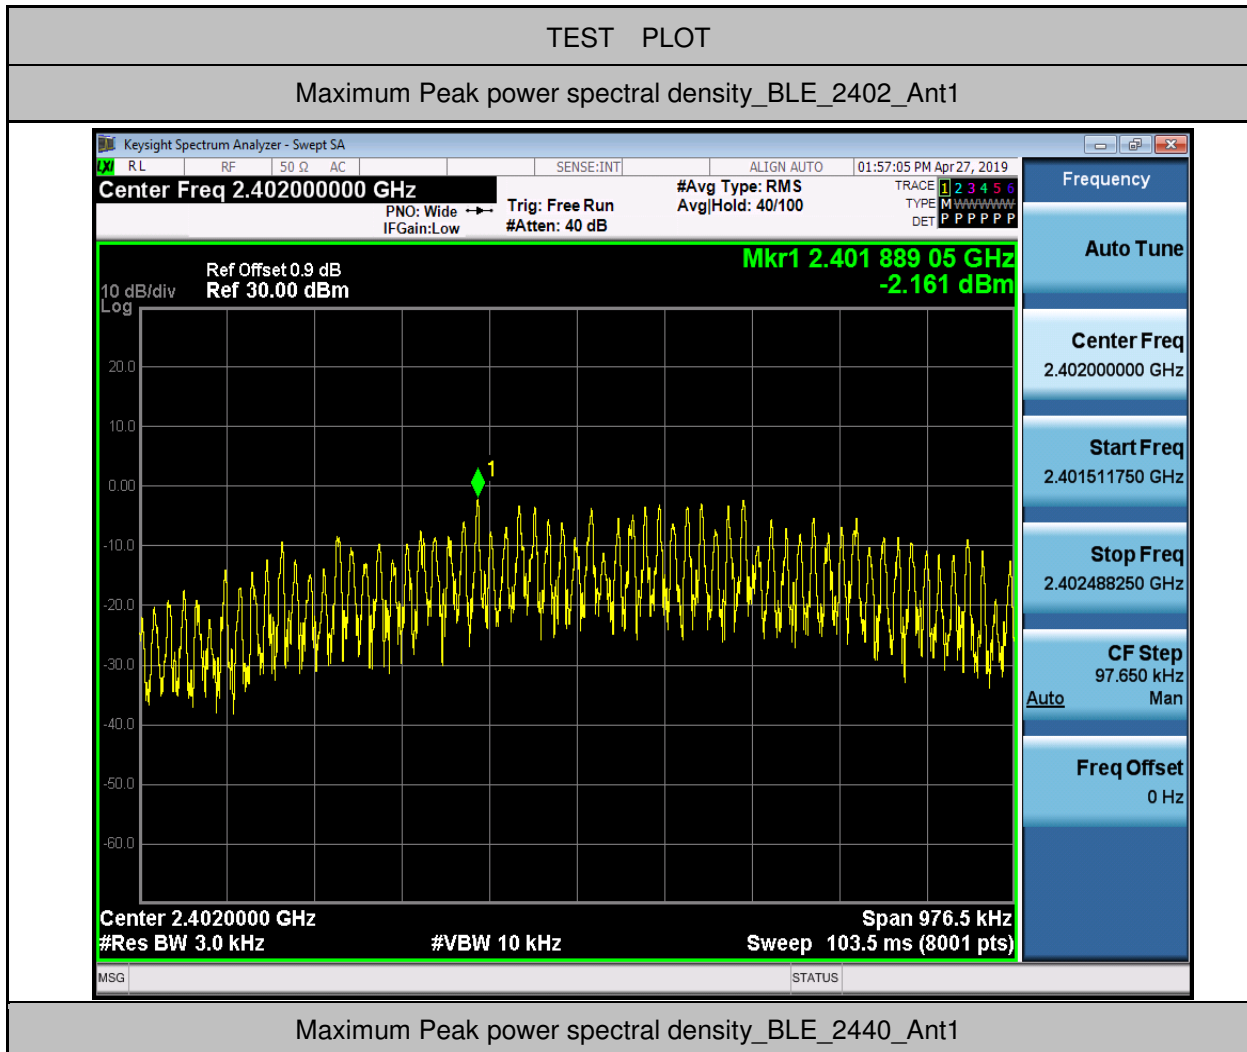 TEST PLOT
Maximum Peak power spectral density_BLE_2402_Ant1
Keysight Spectrum Analyzer - Swept SA
LXI RL RF 50 Ω AC SENSE:INT ALIGN AUTO 01:57:05 PM Apr 27, 2019
Center Freq 2.402000000 GHz
PNO: Wide
IFGain:Low
Trig: Free Run
#Atten: 40 dB
#Avg Type: RMS
Avg|Hold: 40/100
TRACE 1 2 3 4 5 6
TYPE M WWWWW
DET P P P P P P
Mkr1 2.401 889 05 GHz
-2.161 dBm
Ref Offset 0.9 dB
10 dB/div Ref 30.00 dBm
Log
20.0
10.0
0.00
-10.0
-20.0
-30.0
-40.0
-50.0
-60.0
1
Center 2.4020000 GHz Span 976.5 kHz
#Res BW 3.0 kHz #VBW 10 kHz Sweep 103.5 ms (8001 pts)
MSG STATUS
Frequency
Auto Tune
Center Freq
2.402000000 GHz
Start Freq
2.401511750 GHz
Stop Freq
2.402488250 GHz
CF Step
97.650 kHz
Auto Man
Freq Offset
0 Hz
Maximum Peak power spectral density_BLE_2440_Ant1